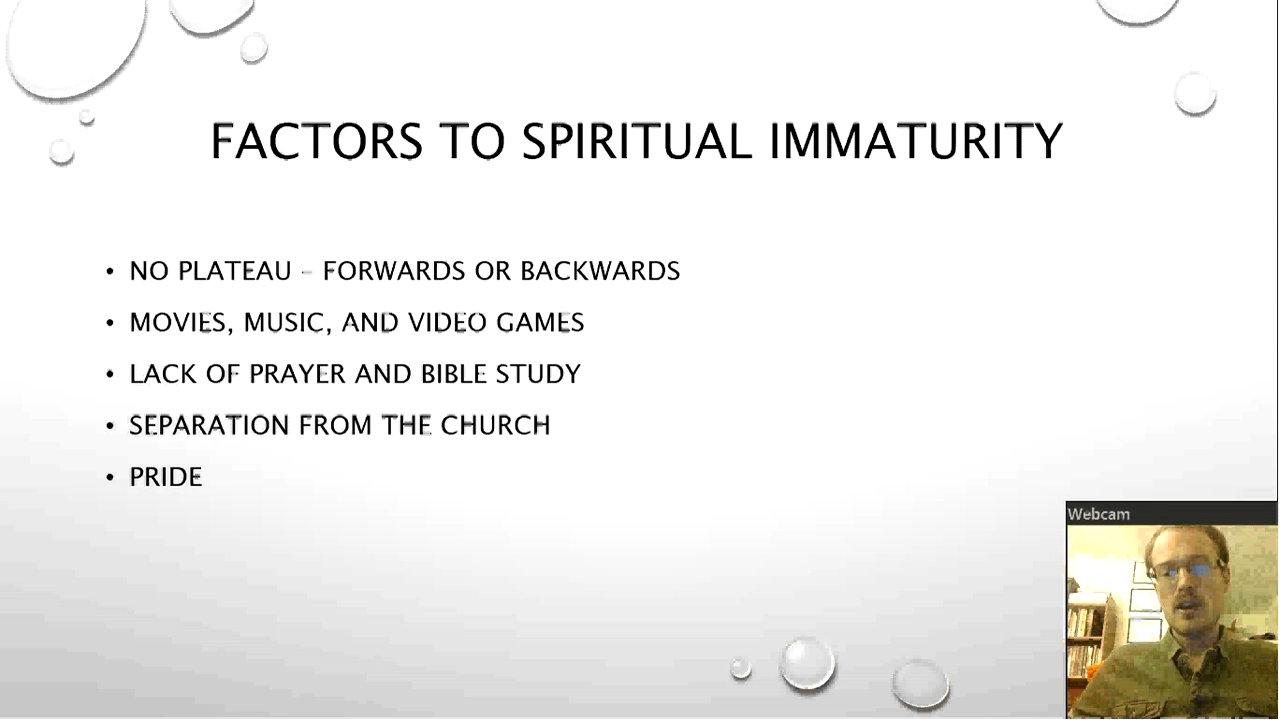 FACTORS TO SPIRITUAL IMMATURITY
• NO PLATEAU – FORWARDS OR BACKWARDS
• MOVIES, MUSIC, AND VIDEO GAMES
• LACK OF PRAYER AND BIBLE STUDY
• SEPARATION FROM THE CHURCH
• PRIDE
Webcam